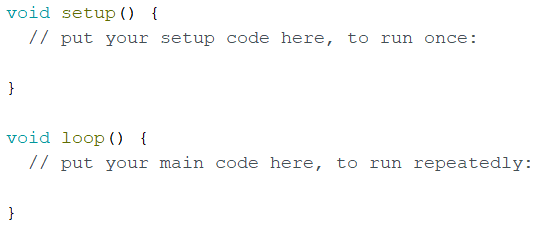 void setup() {
  // put your setup code here, to run once:

}

void loop() {
  // put your main code here, to run repeatedly:

}